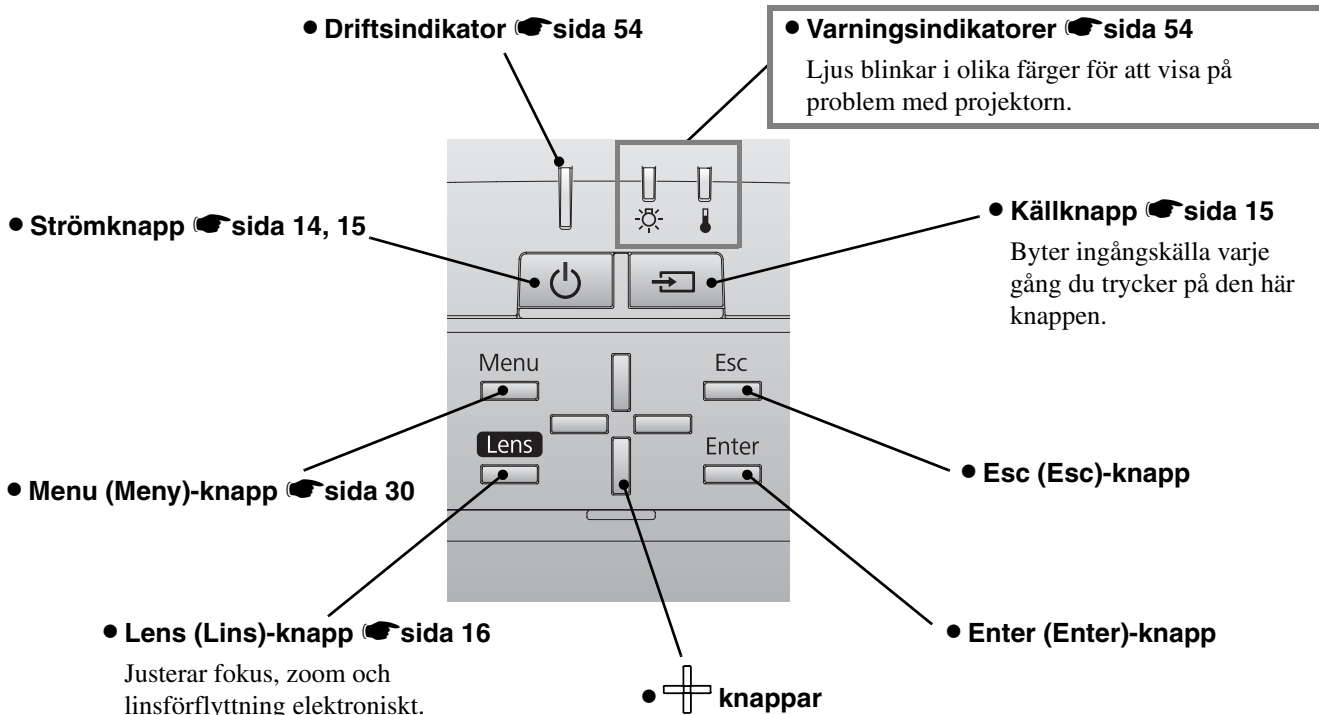 ● Driftsindikator ☛ sida 54
● Varningsindikatorer ☛ sida 54
Ljus blinkar i olika färger för att visa på
problem med projektorn.
● Strömknapp ☛ sida 14, 15
● Källknapp ☛ sida 15
Byter ingångskälla varje
gång du trycker på den här
knappen.
Menu
Esc
Lens
Enter
● Menu (Meny)-knapp ☛ sida 30
● Esc (Esc)-knapp
● Lens (Lins)-knapp ☛ sida 16
Justerar fokus, zoom och
linsförflyttning elektroniskt.
● Enter (Enter)-knapp
● knappar